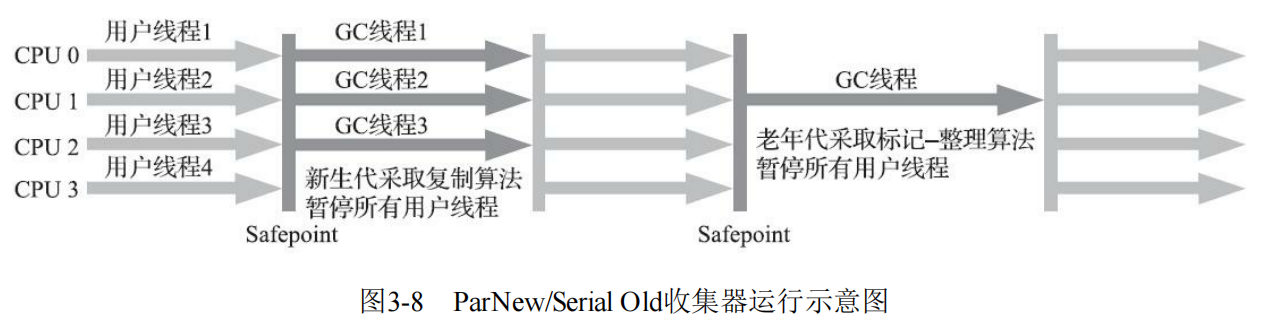 用户线程1
GC线程1
CPU 0
用户线程2
GC线程2
GC线程
CPU 1
用户线程3
GC线程3
CPU 2
用户线程4
CPU 3
新生代采取复制算法
暂停所有用户线程
老年代采取标记–整理算法
暂停所有用户线程
Safepoint
Safepoint
图3-8 ParNew/Serial Old收集器运行示意图